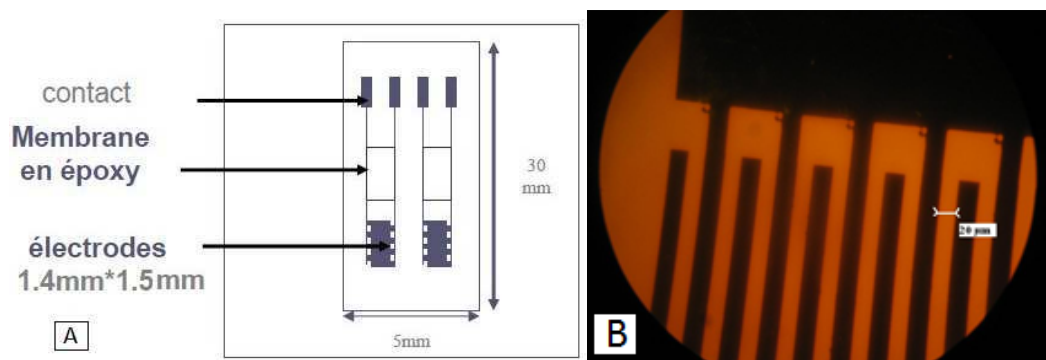 contact
Membrane
en époxy
électrodes
1.4mm*1.5mm
A
30
mm
5mm
B
20 µm